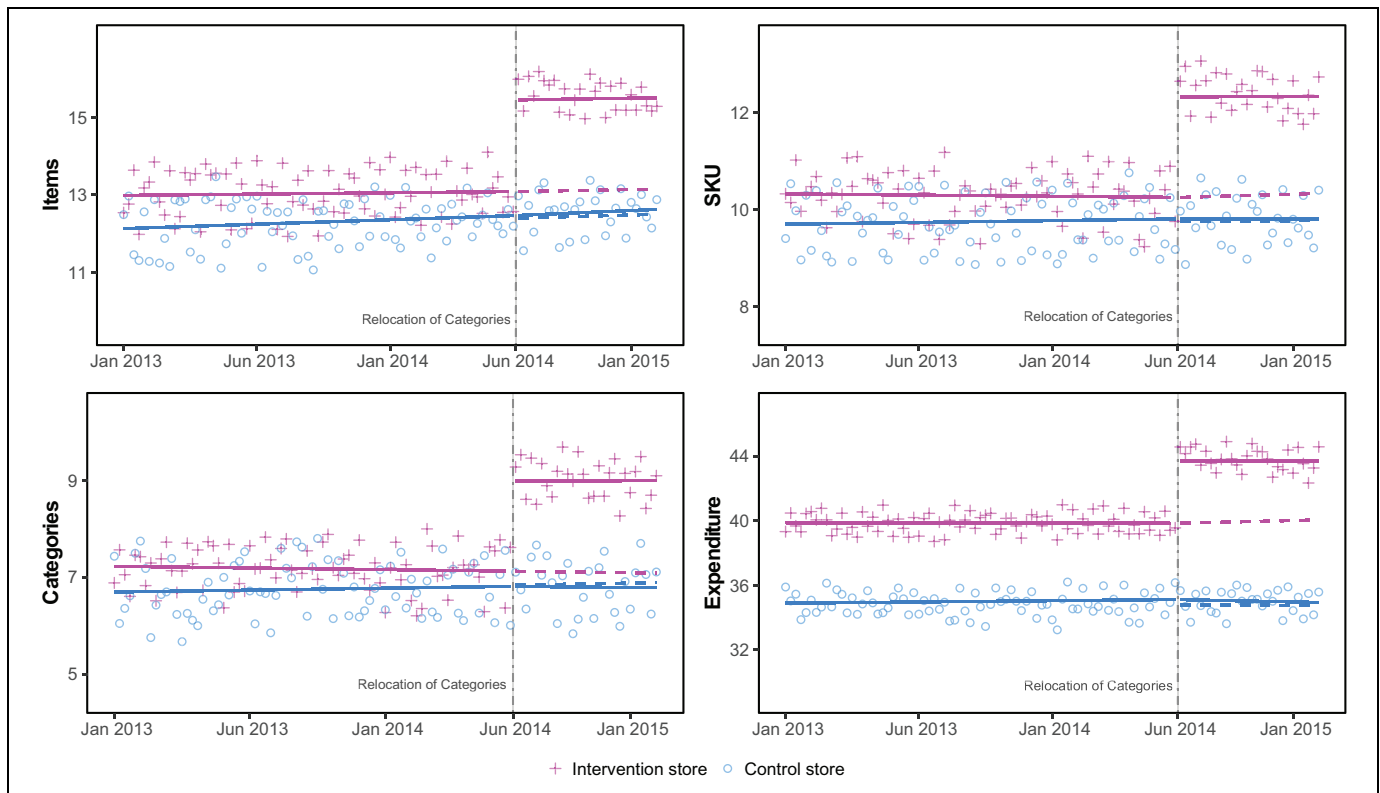 Items
15
13
11
Relocation of Categories
Jan 2013 Jun 2013 Jan 2014 Jun 2014 Jan 2015
SKU
12
10
8
Relocation of Categories
Jan 2013 Jun 2013 Jan 2014 Jun 2014 Jan 2015
Categories
9
7
5
Relocation of Categories
Jan 2013 Jun 2013 Jan 2014 Jun 2014 Jan 2015
Expenditure
44
40
36
32
Relocation of Categories
Jan 2013 Jun 2013 Jan 2014 Jun 2014 Jan 2015
Intervention store Control store